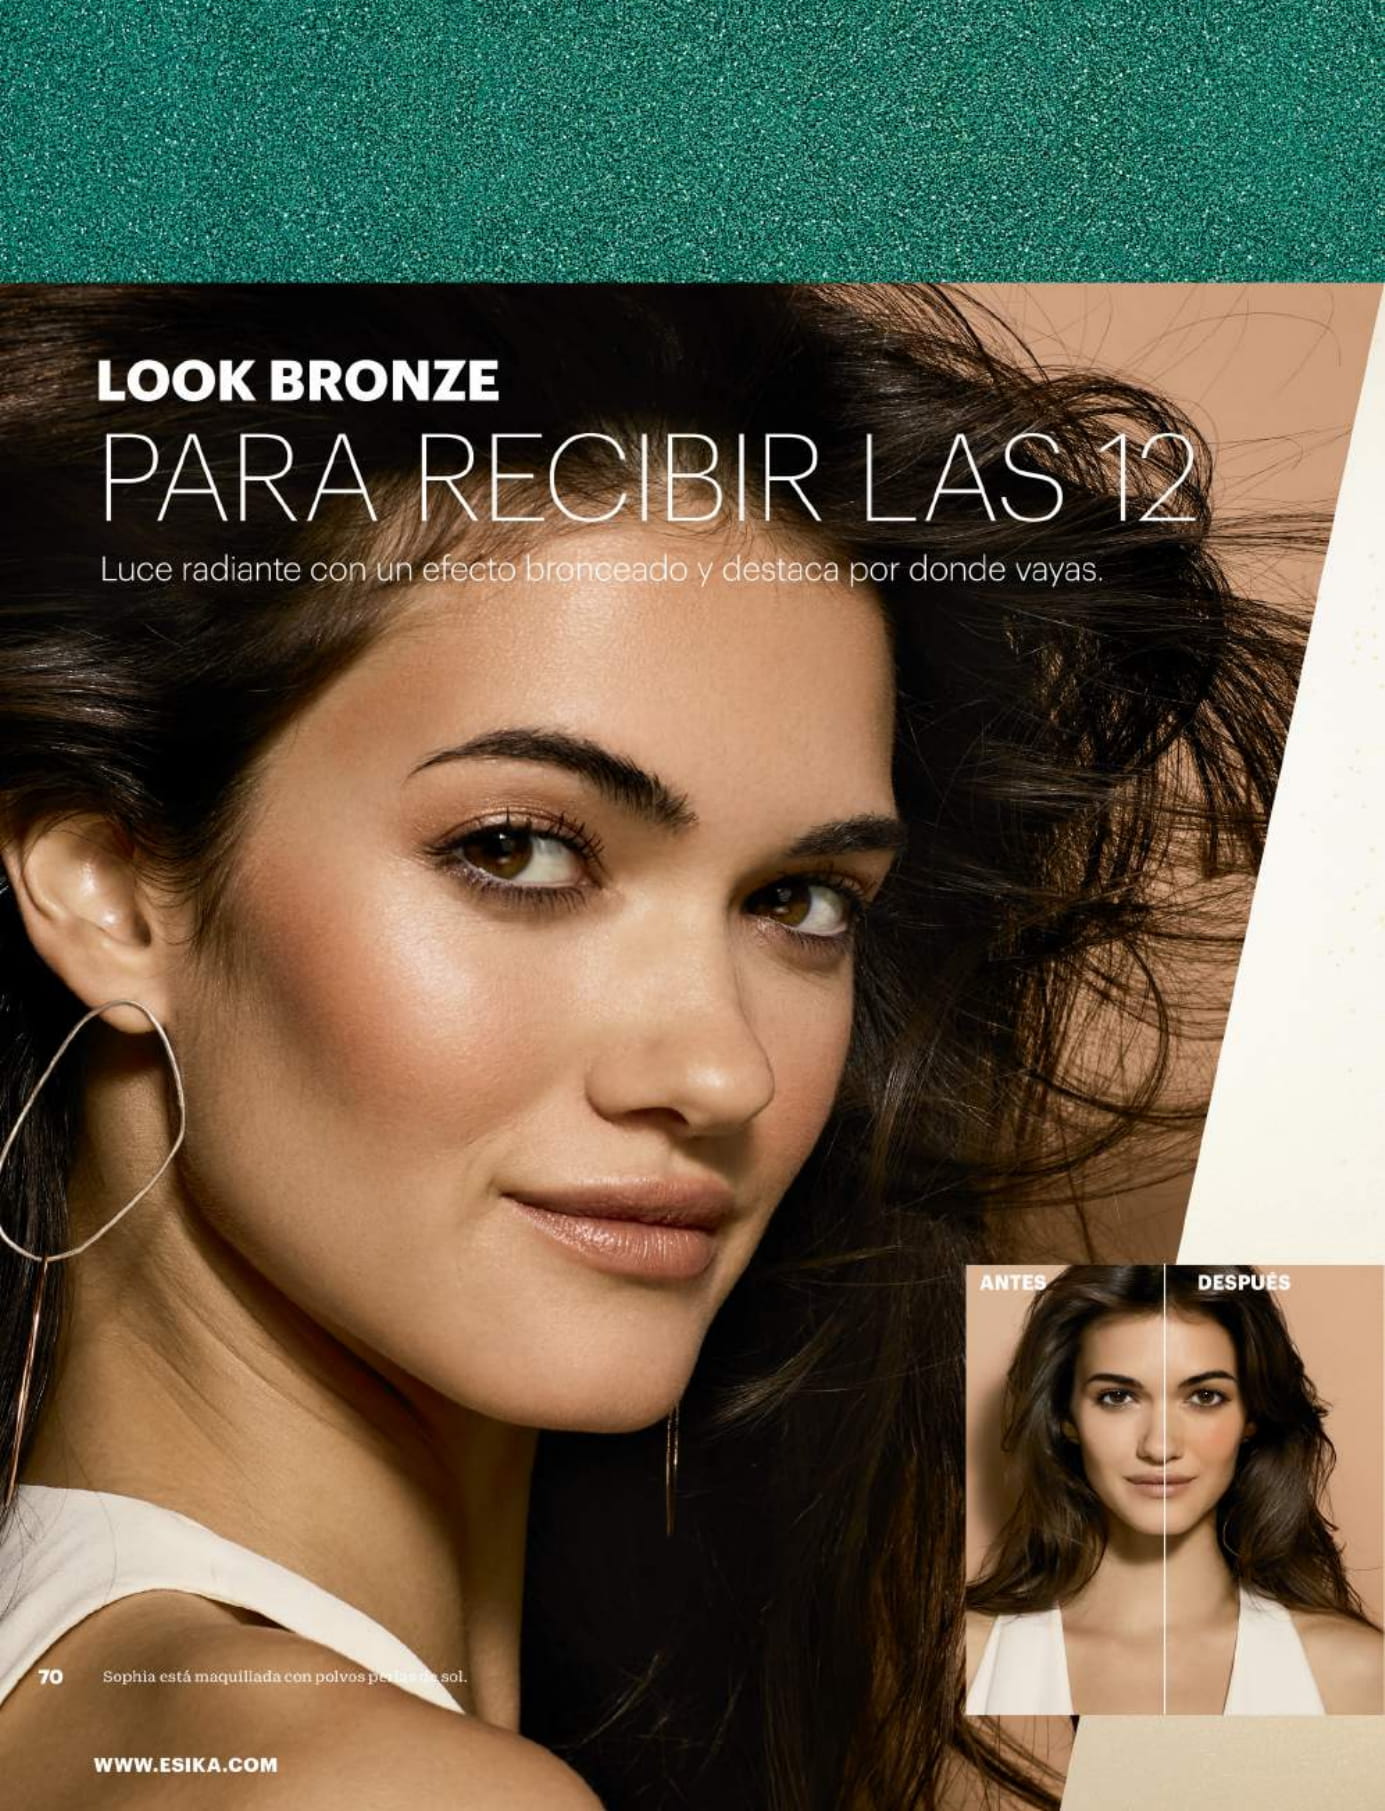 LOOK BRONZE
PARA RECIBIR LAS 12
Luce radiante con un efecto bronceado y destaca por donde vayas.
ANTES
DESPUÉS
70
Sophia está maquillada con polvos perlas de sol.
WWW.ESIKA.COM